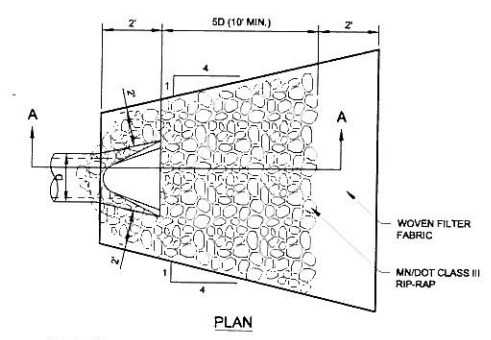 2'
5D (10' MIN.)
2'
4
1
2'
A
A
D
2'
1
4
WOVEN FILTER
FABRIC
MN/DOT CLASS III
RIP-RAP
PLAN